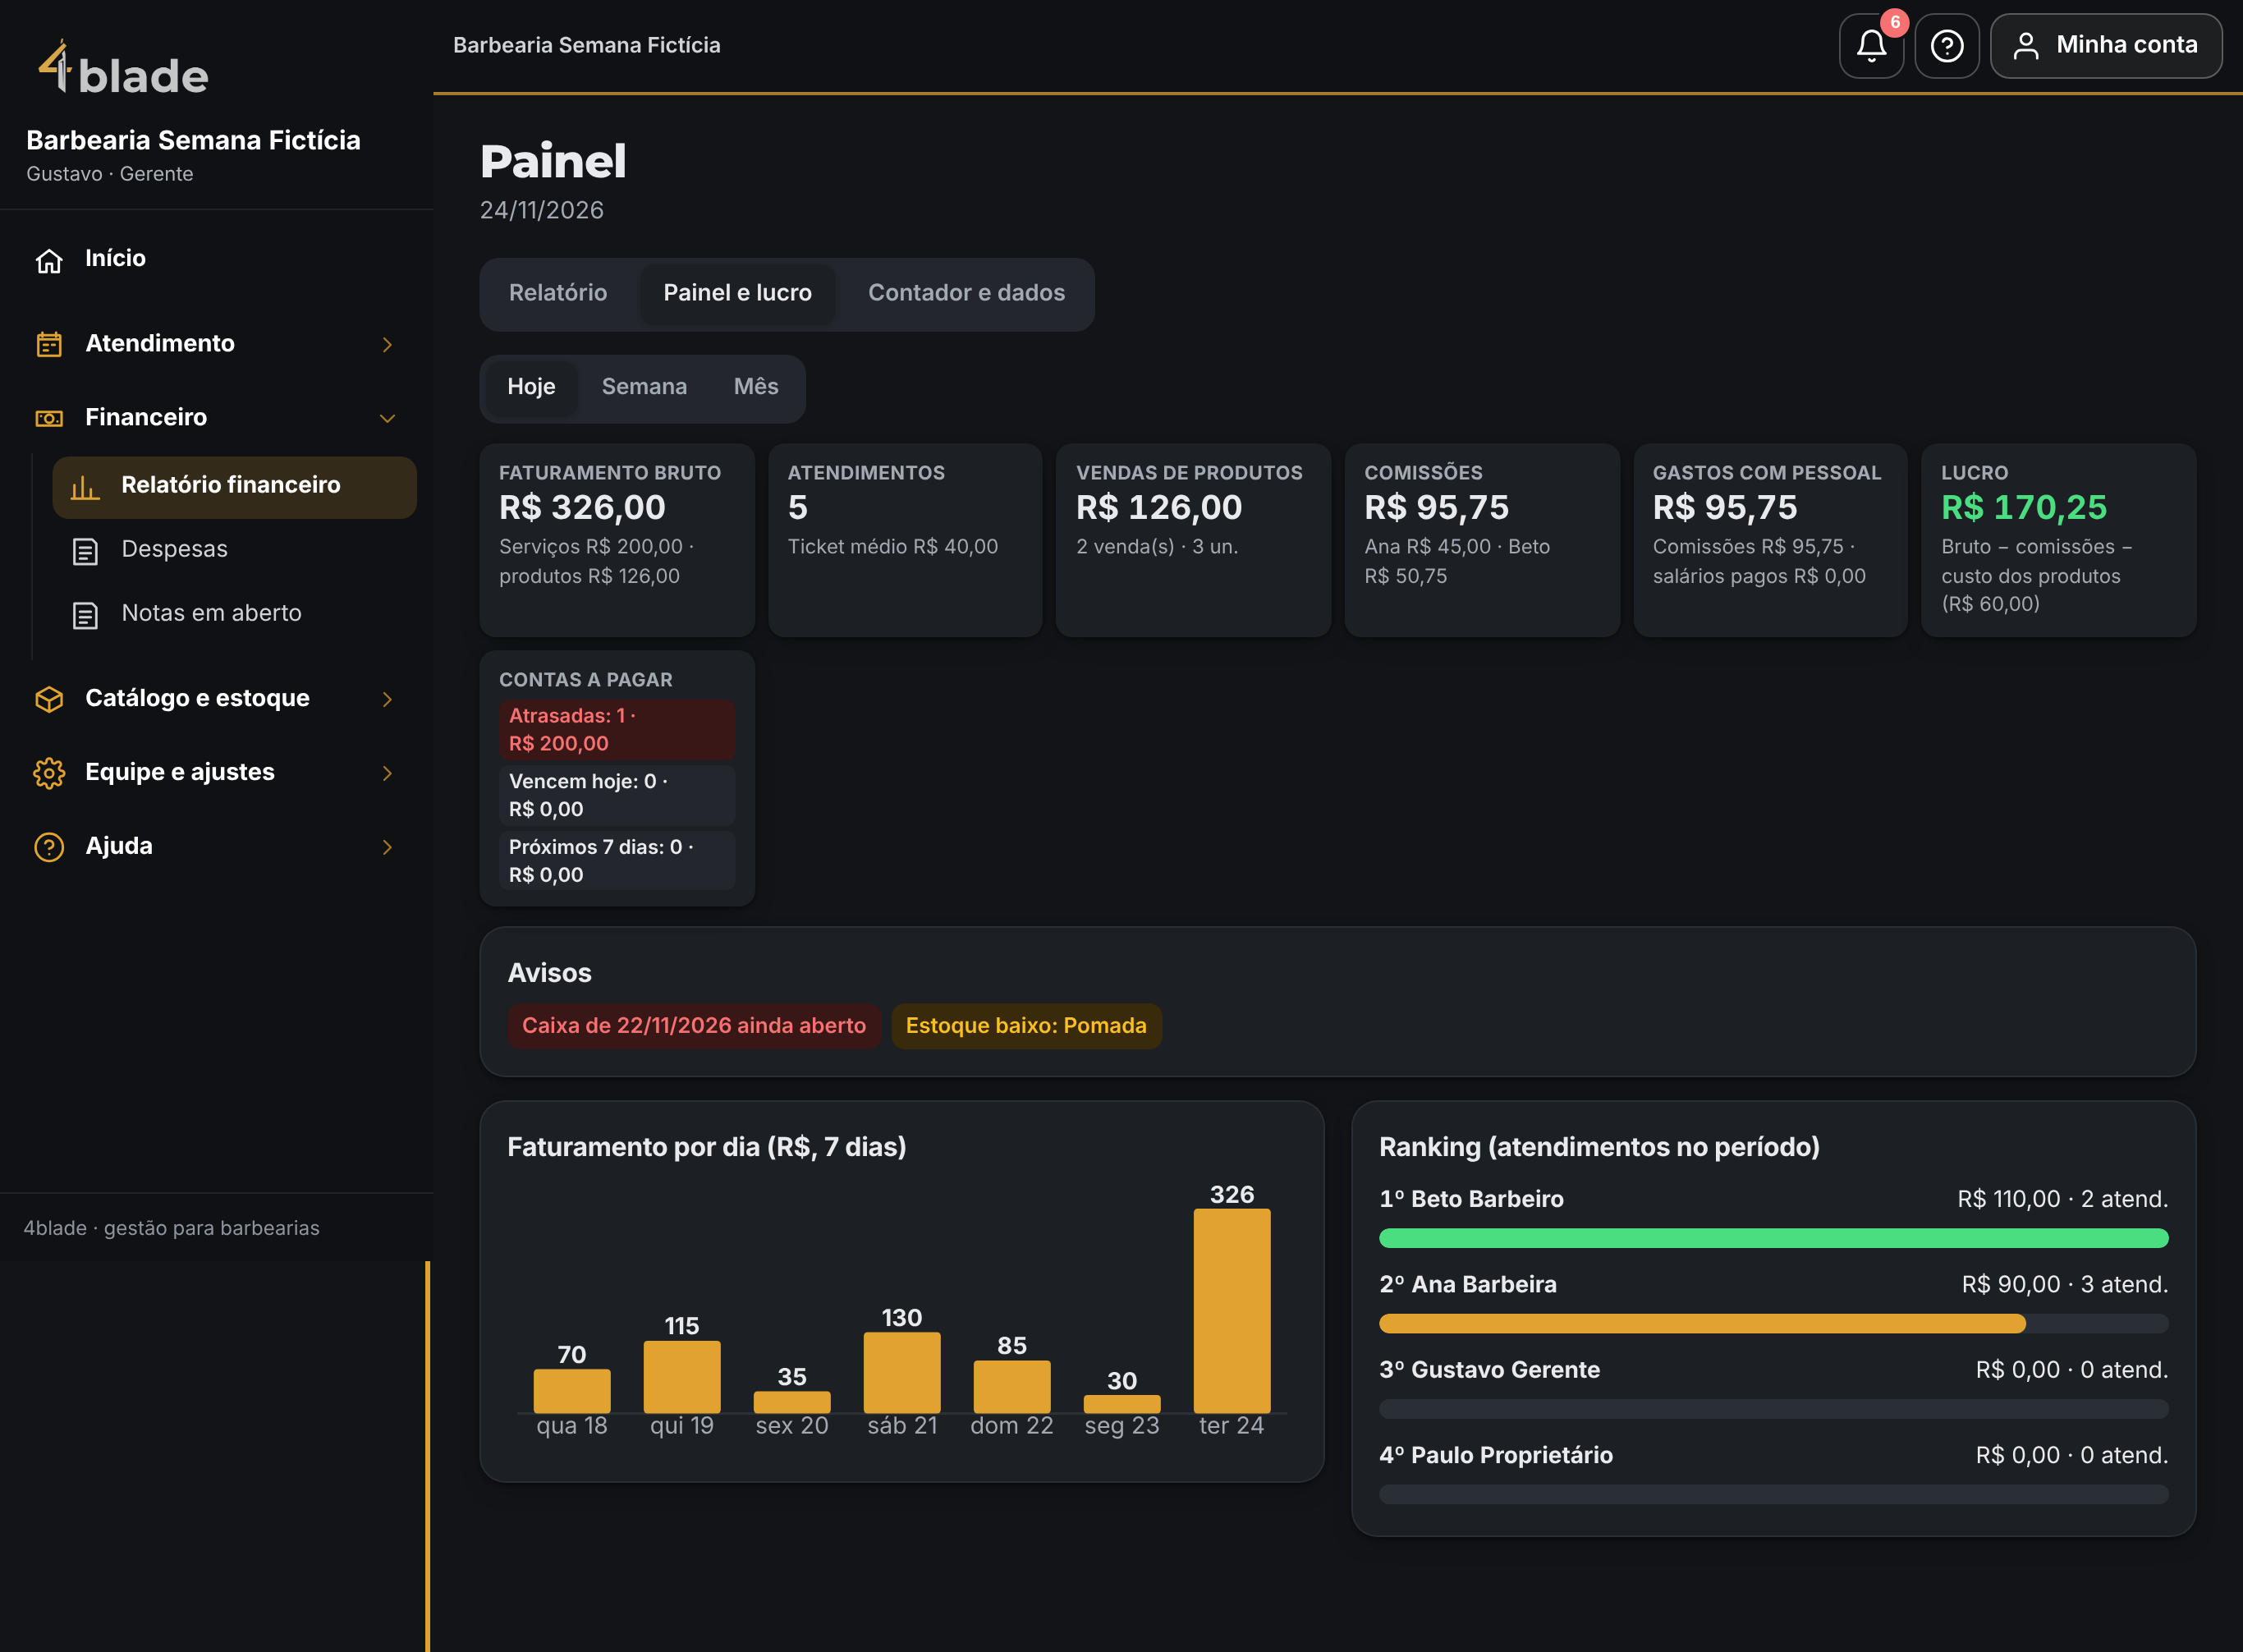 4blade
Barbearia Semana Fictícia
Gustavo · Gerente
Início
Atendimento
Financeiro
Relatório financeiro
Despesas
Notas em aberto
Catálogo e estoque
Equipe e ajustes
Ajuda
4blade · gestão para barbearias
Barbearia Semana Fictícia
6
Minha conta
Painel
24/11/2026
Relatório
Painel e lucro
Contador e dados
Hoje
Semana
Mês
FATURAMENTO BRUTO
R$ 326,00
Serviços R$ 200,00 ·
produtos R$ 126,00
ATENDIMENTOS
5
Ticket médio R$ 40,00
VENDAS DE PRODUTOS
R$ 126,00
2 venda(s) · 3 un.
COMISSÕES
R$ 95,75
Ana R$ 45,00 · Beto
R$ 50,75
GASTOS COM PESSOAL
R$ 95,75
Comissões R$ 95,75 ·
salários pagos R$ 0,00
LUCRO
R$ 170,25
Bruto − comissões −
custo dos produtos
(R$ 60,00)
CONTAS A PAGAR
Atrasadas: 1 ·
R$ 200,00
Vencem hoje: 0 ·
R$ 0,00
Próximos 7 dias: 0 ·
R$ 0,00
Avisos
Caixa de 22/11/2026 ainda aberto
Estoque baixo: Pomada
Faturamento por dia (R$, 7 dias)
70
115
35
130
85
30
326
qua 18
qui 19
sex 20
sáb 21
dom 22
seg 23
ter 24
Ranking (atendimentos no período)
1º Beto Barbeiro
R$ 110,00 · 2 atend.
2º Ana Barbeira
R$ 90,00 · 3 atend.
3º Gustavo Gerente
R$ 0,00 · 0 atend.
4º Paulo Proprietário
R$ 0,00 · 0 atend.